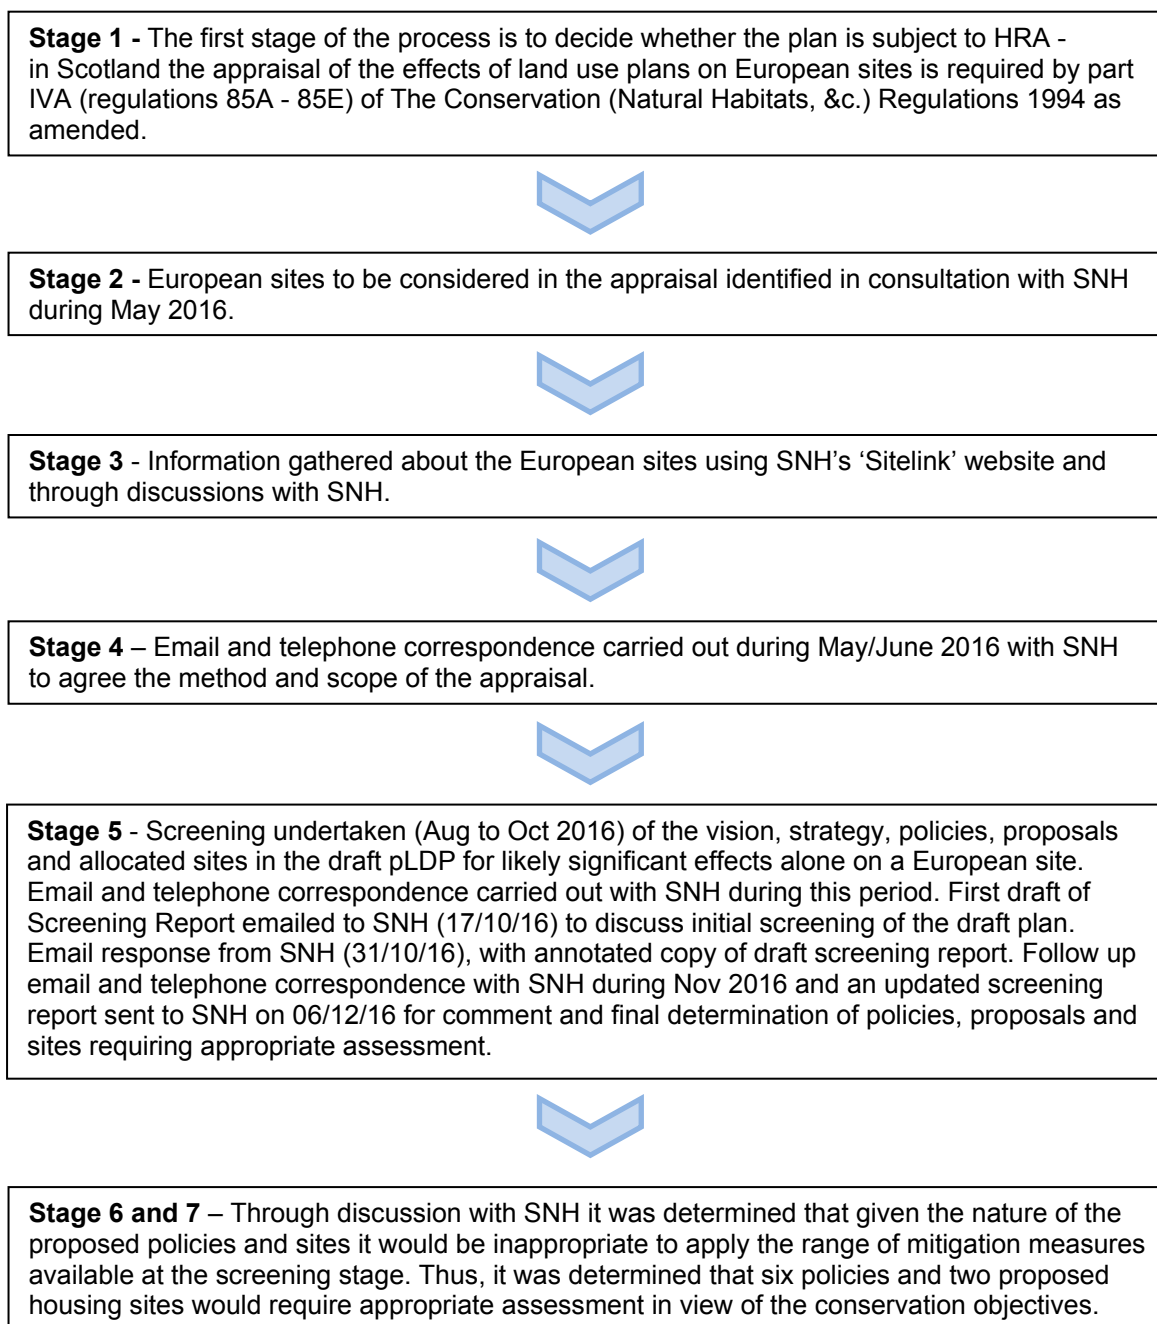 Stage 1 - The first stage of the process is to decide whether the plan is subject to HRA -
in Scotland the appraisal of the effects of land use plans on European sites is required by part
IVA (regulations 85A - 85E) of The Conservation (Natural Habitats, &c.) Regulations 1994 as
amended.
Stage 2 - European sites to be considered in the appraisal identified in consultation with SNH
during May 2016.
Stage 3 - Information gathered about the European sites using SNH’s ‘Sitelink’ website and
through discussions with SNH.
Stage 4 – Email and telephone correspondence carried out during May/June 2016 with SNH
to agree the method and scope of the appraisal.
Stage 5 - Screening undertaken (Aug to Oct 2016) of the vision, strategy, policies, proposals
and allocated sites in the draft pLDP for likely significant effects alone on a European site.
Email and telephone correspondence carried out with SNH during this period. First draft of
Screening Report emailed to SNH (17/10/16) to discuss initial screening of the draft plan.
Email response from SNH (31/10/16), with annotated copy of draft screening report. Follow up
email and telephone correspondence with SNH during Nov 2016 and an updated screening
report sent to SNH on 06/12/16 for comment and final determination of policies, proposals and
sites requiring appropriate assessment.
Stage 6 and 7 – Through discussion with SNH it was determined that given the nature of the
proposed policies and sites it would be inappropriate to apply the range of mitigation measures
available at the screening stage. Thus, it was determined that six policies and two proposed
housing sites would require appropriate assessment in view of the conservation objectives.